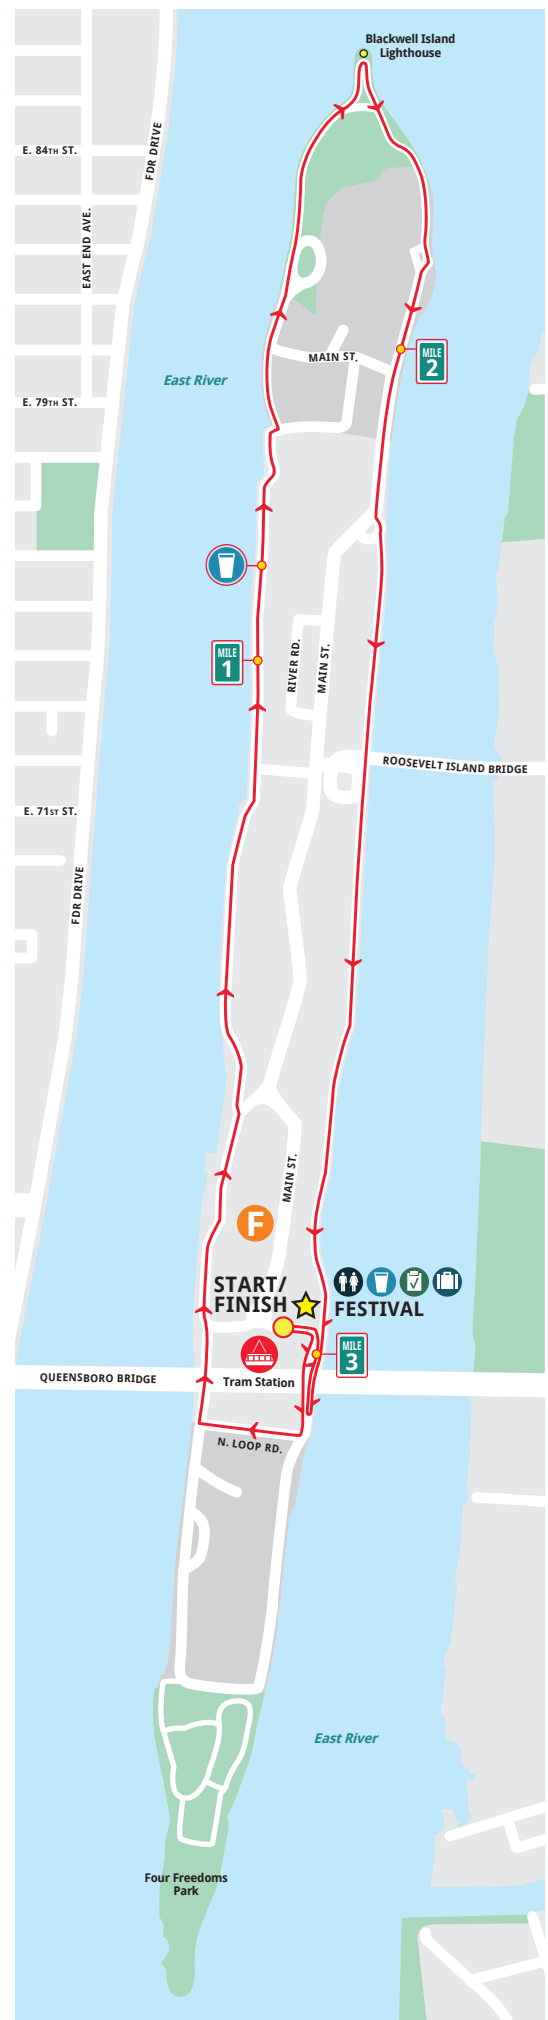 Blackwell Island
Lighthouse
E. 84TH ST.
FDR DRIVE
EAST END AVE.
MAIN ST.
MILE
2
East River
E. 79TH ST.
MILE
1
RIVER RD.
MAIN ST.
ROOSEVELT ISLAND BRIDGE
E. 71ST ST.
FDR DRIVE
MAIN ST.
F
START/
FINISH
FESTIVAL
MILE
3
QUEENSBORO BRIDGE
Tram Station
N. LOOP RD.
East River
Four Freedoms
Park